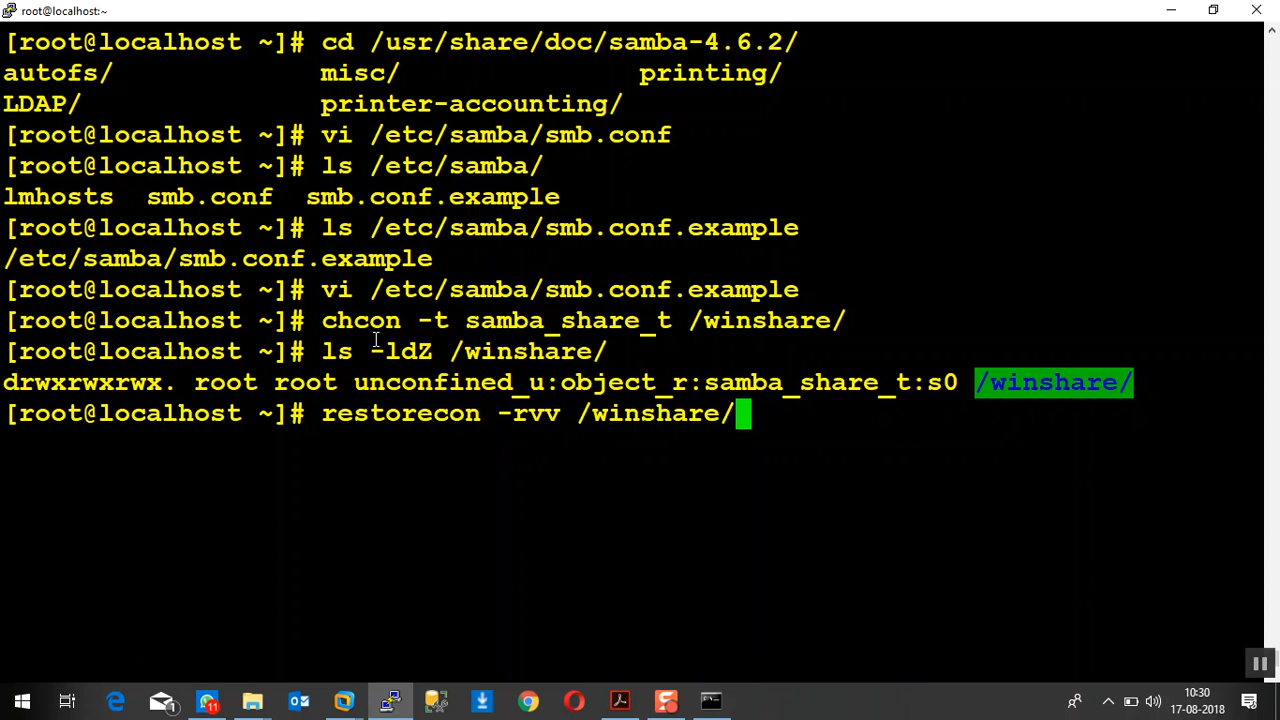 root@localhost:~
[root@localhost ~]# cd /usr/share/doc/samba-4.6.2/
autofs/ misc/ printing/
LDAP/ printer-accounting/
[root@localhost ~]# vi /etc/samba/smb.conf
[root@localhost ~]# ls /etc/samba/
lmhosts smb.conf smb.conf.example
[root@localhost ~]# ls /etc/samba/smb.conf.example
/etc/samba/smb.conf.example
[root@localhost ~]# vi /etc/samba/smb.conf.example
[root@localhost ~]# chcon -t samba_share_t /winshare/
[root@localhost ~]# ls -ldZ /winshare/
drwxrwxrwx. root root unconfined_u:object_r:samba_share_t:s0 /winshare/
[root@localhost ~]# restorecon -rvv /winshare/
1
11
10:30
17-08-2018